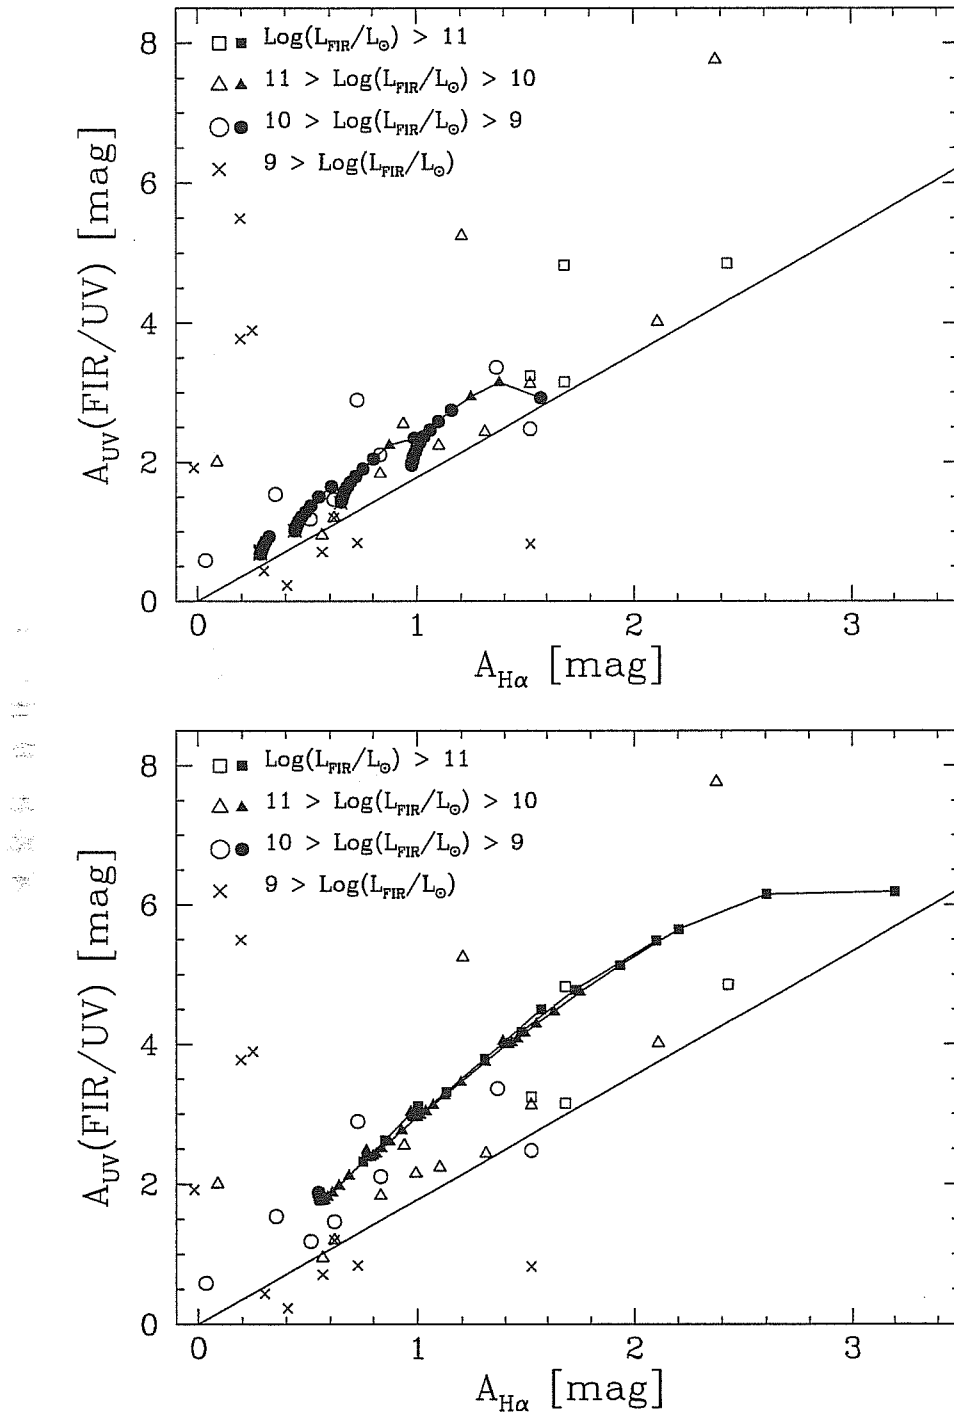 8
Log(L_FIR/L_⊙) > 11
11 > Log(L_FIR/L_⊙) > 10
10 > Log(L_FIR/L_⊙) > 9
9 > Log(L_FIR/L_⊙)
6
4
2
0
A_UV(FIR/UV) [mag]
0 1 2 3
A_Hα [mag]
8
Log(L_FIR/L_⊙) > 11
11 > Log(L_FIR/L_⊙) > 10
10 > Log(L_FIR/L_⊙) > 9
9 > Log(L_FIR/L_⊙)
6
4
2
0
A_UV(FIR/UV) [mag]
0 1 2 3
A_Hα [mag]